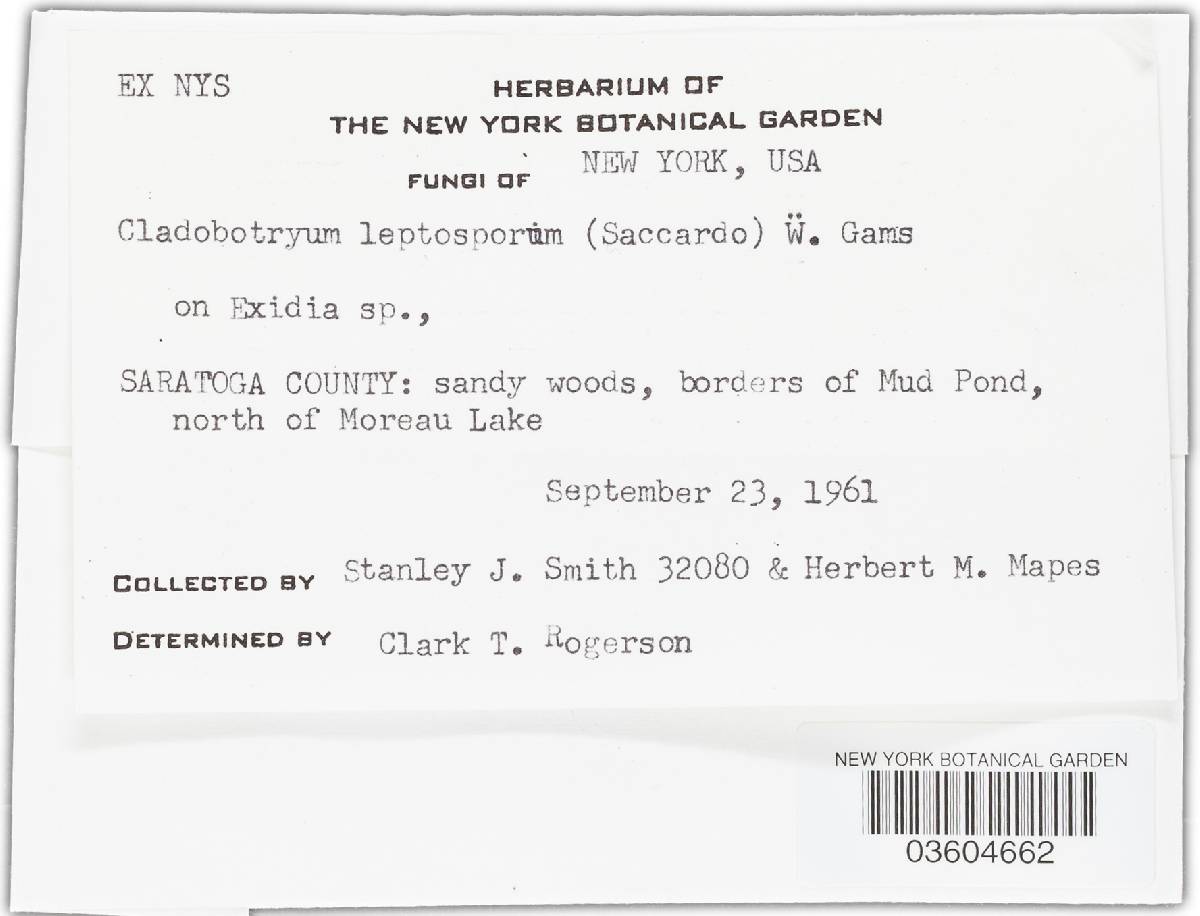 EX NYS
HERBARIUM OF
THE NEW YORK BOTANICAL GARDEN
FUNGI OF NEW YORK, USA
Cladobotryum leptosporum (Saccardo) Ẅ. Gams
on Exidia sp.,
SARATOGA COUNTY: sandy woods, borders of Mud Pond,
north of Moreau Lake
September 23, 1961
COLLECTED BY Stanley J. Smith 32080 & Herbert M. Mapes
DETERMINED BY Clark T. Rogerson
NEW YORK BOTANICAL GARDEN
03604662